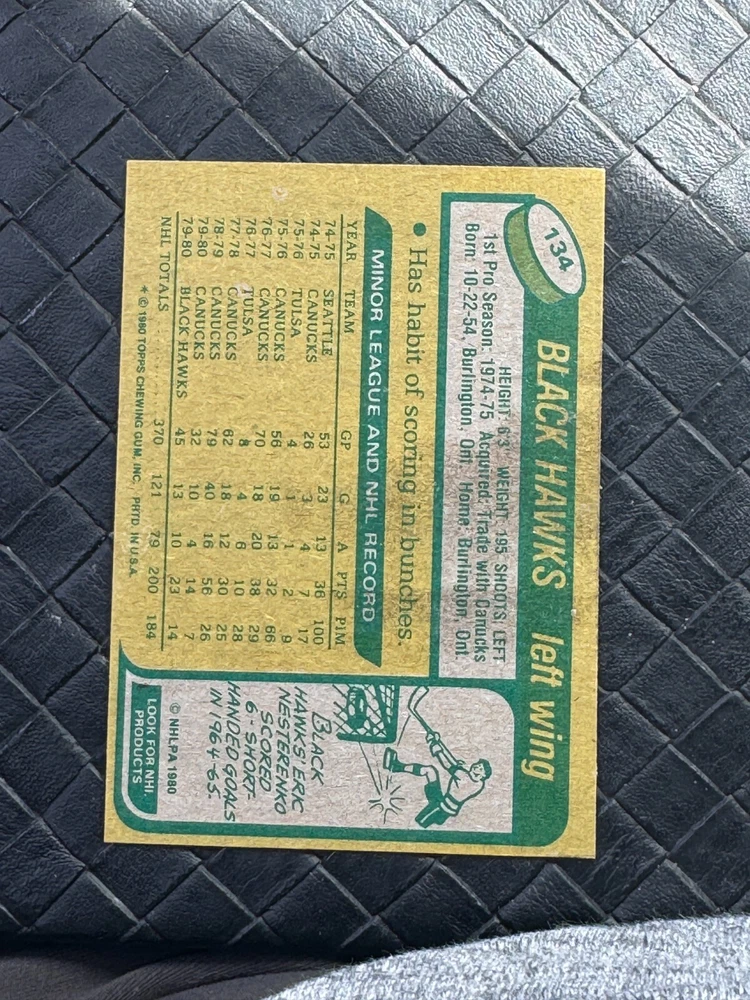 134
BLACK HAWKS left wing
HEIGHT: 6'3" WEIGHT: 195 SHOOTS: LEFT
1st Pro Season: 1974-75 Acquired: Trade with Canucks
Born: 10-22-54, Burlington, Ont. Home: Burlington, Ont.
• Has habit of scoring in bunches.
MINOR LEAGUE AND NHL RECORD
YEAR TEAM GP G A PTS PIM
74-75 SEATTLE 53 23 13 36 100
74-75 CANUCKS 26 3 4 7 17
75-76 TULSA 4 1 1 2 9
75-76 CANUCKS 56 19 13 32 66
76-77 CANUCKS 70 18 20 38 29
76-77 TULSA 8 4 6 10 28
77-78 CANUCKS 62 18 12 30 25
78-79 CANUCKS 79 40 16 56 26
79-80 CANUCKS 32 10 4 14 7
79-80 BLACK HAWKS 45 13 10 23 14
NHL TOTALS 370 121 79 200 184
* © 1980 TOPPS CHEWING GUM, INC. PRTD. IN U.S.A.
BLACK
HAWKS' ERIC
NESTERENKO
SCORED
6-SHORT-
HANDED GOALS
IN 1964-65.
© NHLPA 1980
LOOK FOR NHL
PRODUCTS